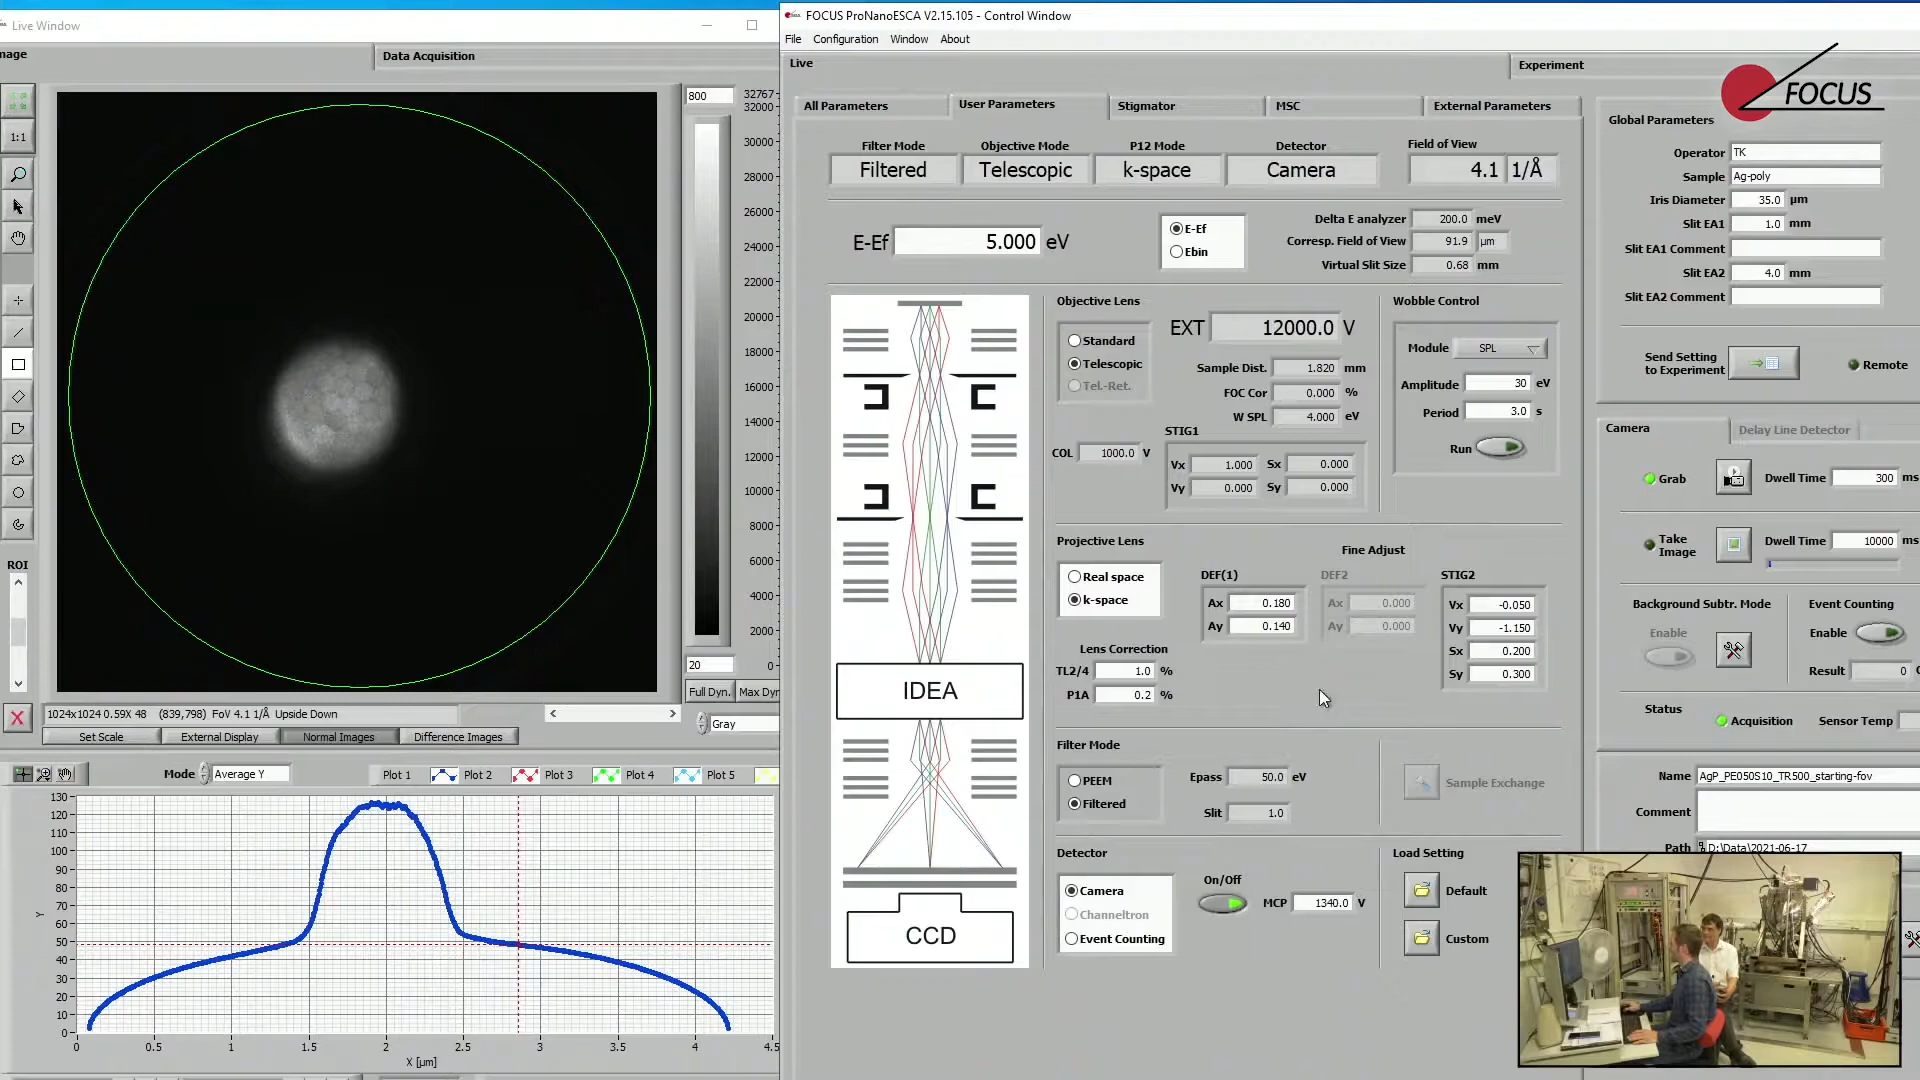 Live Window
mage
Data Acquisition
1:1
ROI
800
20
32767
32000
30000
28000
26000
24000
22000
20000
18000
16000
14000
12000
10000
8000
6000
4000
2000
0
Full Dyn.
Max Dyn
Gray
1024x1024 0.59X 48 (839,798) FoV 4.1 1/Å Upside Down
Set Scale
External Display
Normal Images
Difference Images
Mode
Average Y
Plot 1
Plot 2
Plot 3
Plot 4
Plot 5
130
120
110
100
90
80
70
60
50
40
30
20
10
0
Y
0 0.5 1 1.5 2 2.5 3 3.5 4 4.5
X [µm]
FOCUS ProNanoESCA V2.15.105 - Control Window
File Configuration Window About
Live
Experiment
All Parameters
User Parameters
Stigmator
MSC
External Parameters
Filter Mode
Filtered
Objective Mode
Telescopic
P12 Mode
k-space
Detector
Camera
Field of View
4.1 1/Å
E-Ef 5.000 eV
E-Ef
Ebin
Delta E analyzer 200.0 meV
Corresp. Field of View 91.9 µm
Virtual Slit Size 0.68 mm
IDEA
CCD
Objective Lens
Standard
Telescopic
Tel.-Ret.
EXT 12000.0 V
Sample Dist. 1.820 mm
FOC Cor 0.000 %
W SPL 4.000 eV
COL 1000.0 V
STIG1
Vx 1.000 Sx 0.000
Vy 0.000 Sy 0.000
Wobble Control
Module SPL
Amplitude 30 eV
Period 3.0 s
Run
Projective Lens
Real space
k-space
Fine Adjust
DEF(1)
Ax 0.180
Ay 0.140
DEF2
Ax 0.000
Ay 0.000
STIG2
Vx -0.050
Vy -1.150
Sx 0.200
Sy 0.300
Lens Correction
TL2/4 1.0 %
P1A 0.2 %
Filter Mode
PEEM
Filtered
Epass 50.0 eV
Slit 1.0
Sample Exchange
Detector
Camera
Channeltron
Event Counting
On/Off
MCP 1340.0 V
Load Setting
Default
Custom
FOCUS
Global Parameters
Operator TK
Sample Ag-poly
Iris Diameter 35.0 µm
Slit EA1 1.0 mm
Slit EA1 Comment
Slit EA2 4.0 mm
Slit EA2 Comment
Send Setting
to Experiment
Remote
Camera
Delay Line Detector
Grab
Dwell Time 300 ms
Take
Image
Dwell Time 10000 ms
Background Subtr. Mode
Enable
Event Counting
Enable
Result 0
Status
Acquisition
Sensor Temp
Name AgP_PE050S10_TR500_starting-fov
Comment
Path D:\Data\2021-06-17